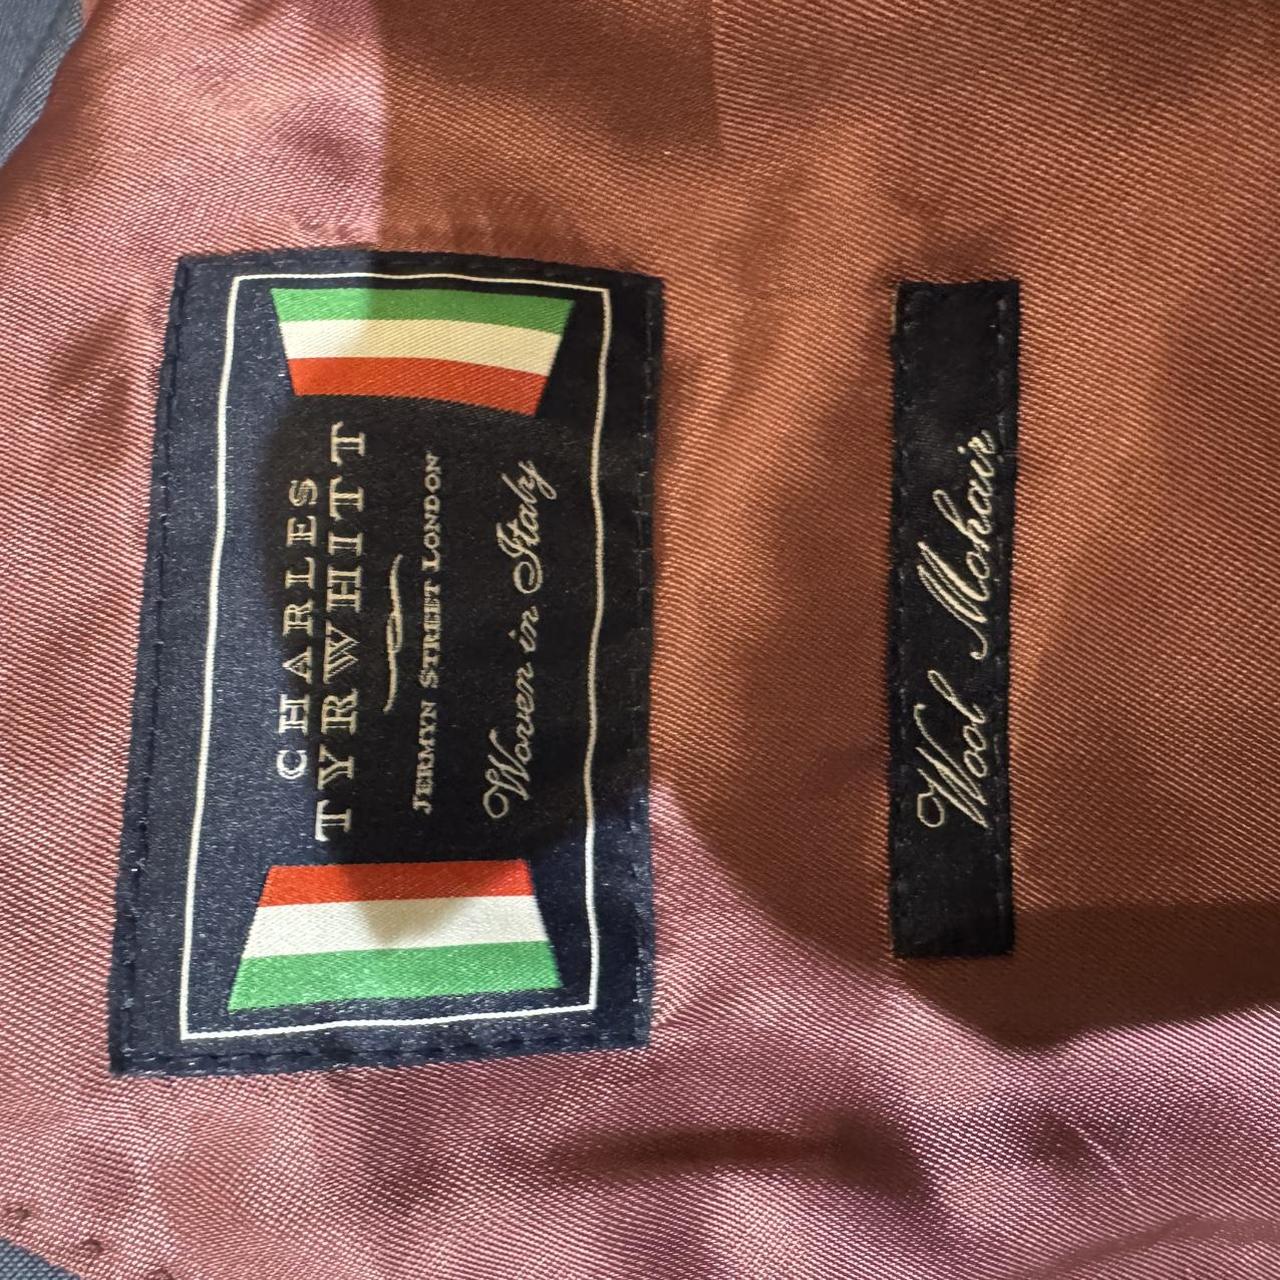 CHARLES
TYRWHITT
JERMYN STREET LONDON
Woven in Italy
Wool Mohair